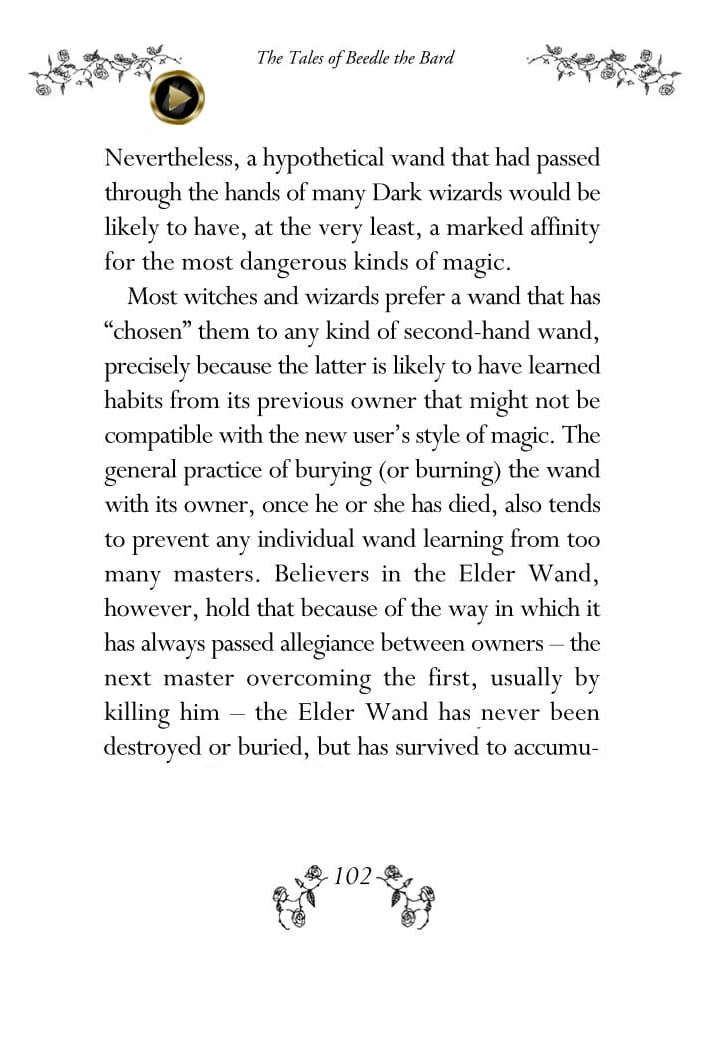 The Tales of Beedle the Bard
Nevertheless, a hypothetical wand that had passed
through the hands of many Dark wizards would be
likely to have, at the very least, a marked affinity
for the most dangerous kinds of magic.
Most witches and wizards prefer a wand that has
“chosen” them to any kind of second-hand wand,
precisely because the latter is likely to have learned
habits from its previous owner that might not be
compatible with the new user’s style of magic. The
general practice of burying (or burning) the wand
with its owner, once he or she has died, also tends
to prevent any individual wand learning from too
many masters. Believers in the Elder Wand,
however, hold that because of the way in which it
has always passed allegiance between owners – the
next master overcoming the first, usually by
killing him – the Elder Wand has never been
destroyed or buried, but has survived to accumu-
102